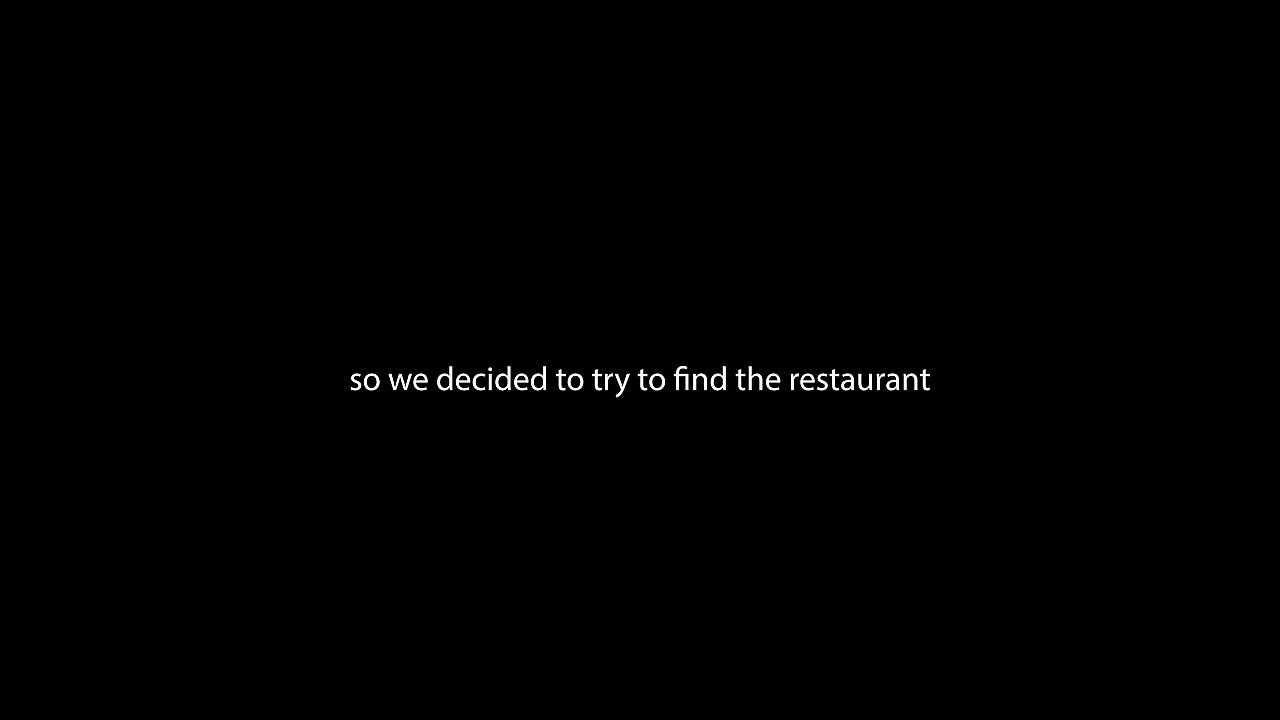 so we decided to try to find the restaurant